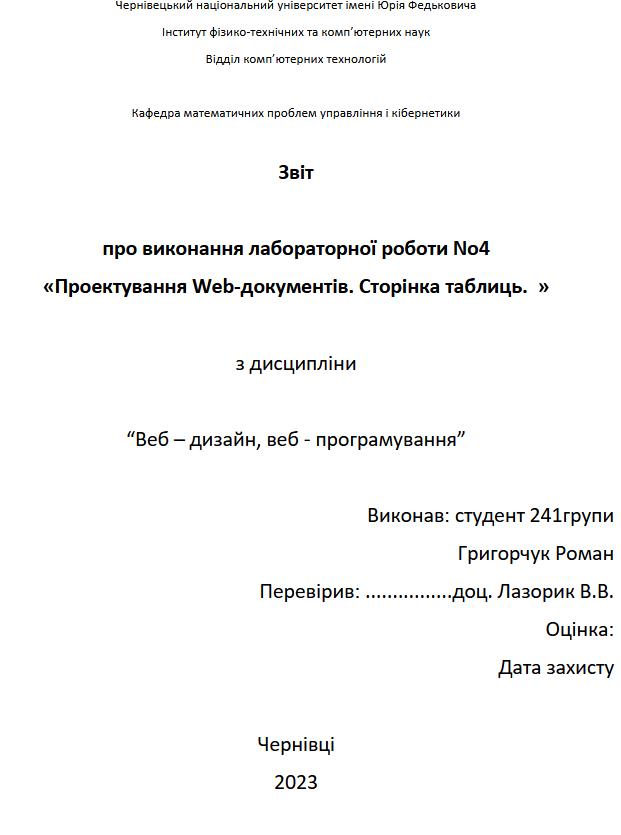 Чернівецький національний університет імені Юрія Федьковича
Інститут фізико-технічних та комп’ютерних наук
Відділ комп’ютерних технологій
Кафедра математичних проблем управління і кібернетики
Звіт
про виконання лабораторної роботи No4
«Проектування Web-документів. Сторінка таблиць.  »
з дисципліни
“Веб – дизайн, веб - програмування”
Виконав: студент 241групи
Григорчук Роман
Перевірив: ................доц. Лазорик В.В.
Оцінка:
Дата захисту
Чернівці
2023